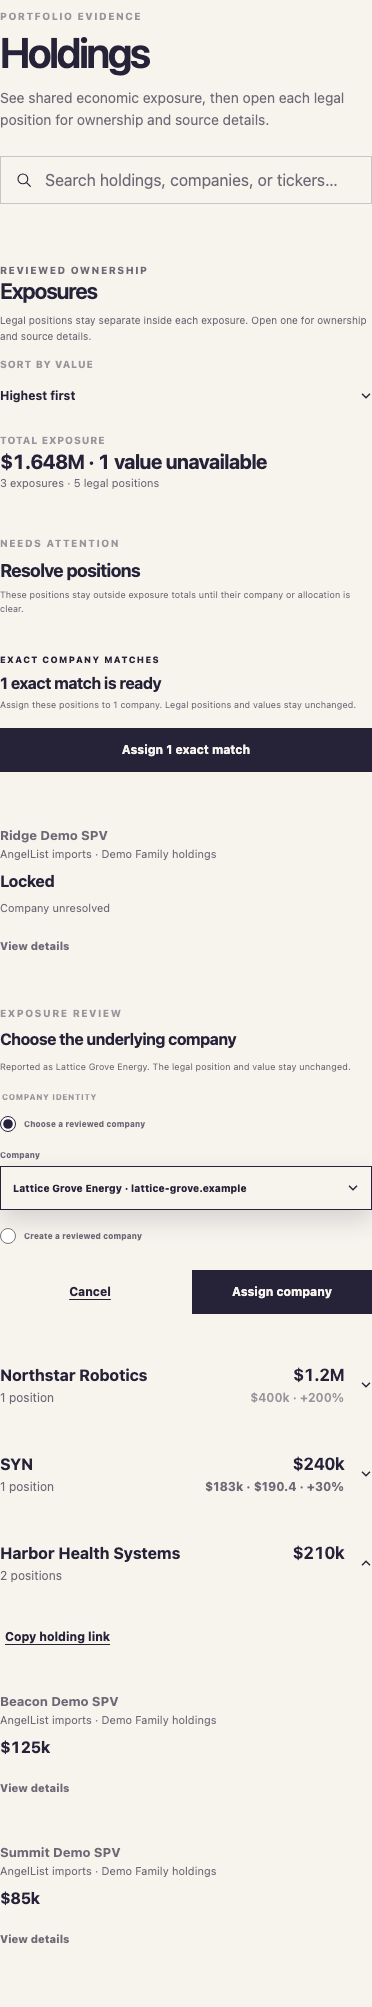 PORTFOLIO EVIDENCE
Holdings
See shared economic exposure, then open each legal
position for ownership and source details.
Search holdings, companies, or tickers...
REVIEWED OWNERSHIP
Exposures
Legal positions stay separate inside each exposure. Open one for ownership
and source details.
SORT BY VALUE
Highest first
TOTAL EXPOSURE
$1.648M · 1 value unavailable
3 exposures · 5 legal positions
NEEDS ATTENTION
Resolve positions
These positions stay outside exposure totals until their company or allocation is
clear.
EXACT COMPANY MATCHES
1 exact match is ready
Assign these positions to 1 company. Legal positions and values stay unchanged.
Assign 1 exact match
Ridge Demo SPV
AngelList imports · Demo Family holdings
Locked
Company unresolved
View details
EXPOSURE REVIEW
Choose the underlying company
Reported as Lattice Grove Energy. The legal position and value stay unchanged.
COMPANY IDENTITY
Choose a reviewed company
Company
Lattice Grove Energy · lattice-grove.example
Create a reviewed company
Cancel
Assign company
Northstar Robotics $1.2M
1 position $400k · +200%
SYN $240k
1 position $183k · $190.4 · +30%
Harbor Health Systems $210k
2 positions
Copy holding link
Beacon Demo SPV
AngelList imports · Demo Family holdings
$125k
View details
Summit Demo SPV
AngelList imports · Demo Family holdings
$85k
View details